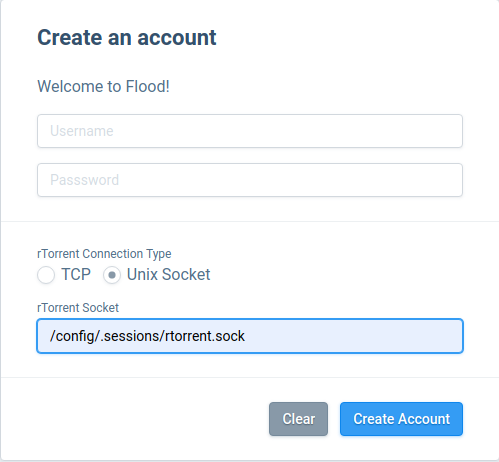 Create an account
Welcome to Flood!
Username
Passsword
rTorrent Connection Type
TCP Unix Socket
rTorrent Socket
/config/.sessions/rtorrent.sock
Clear Create Account